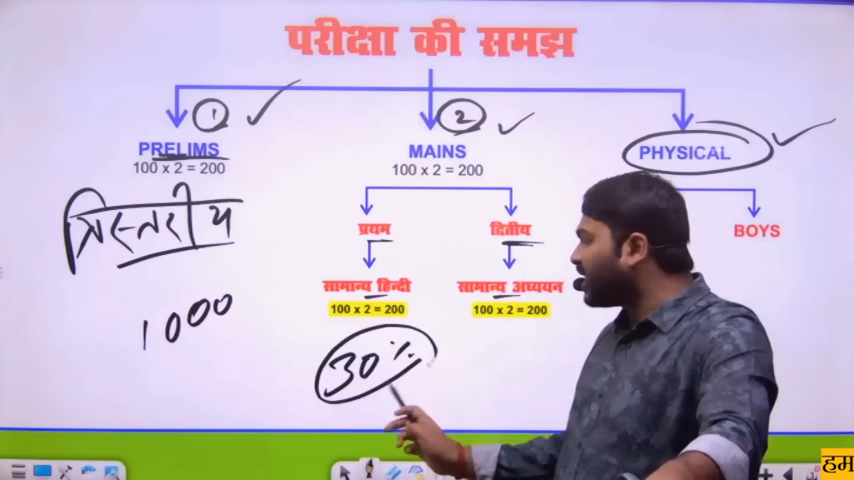 परीक्षा की समझ
1
2
PRELIMS
100 x 2 = 200
MAINS
100 x 2 = 200
PHYSICAL
त्रिस्तरीय
प्रथम
द्वितीय
BOYS
सामान्य हिन्दी
100 x 2 = 200
सामान्य अध्ययन
100 x 2 = 200
1000
30%
हम